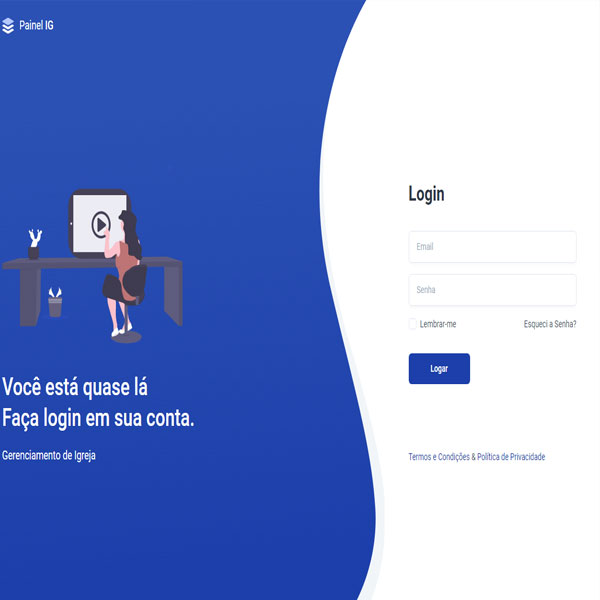 Painel IG
Você está quase lá
Faça login em sua conta.
Gerenciamento de Igreja
Login
Email
Senha
Lembrar-me
Esqueci a Senha?
Logar
Termos e Condições & Política de Privacidade